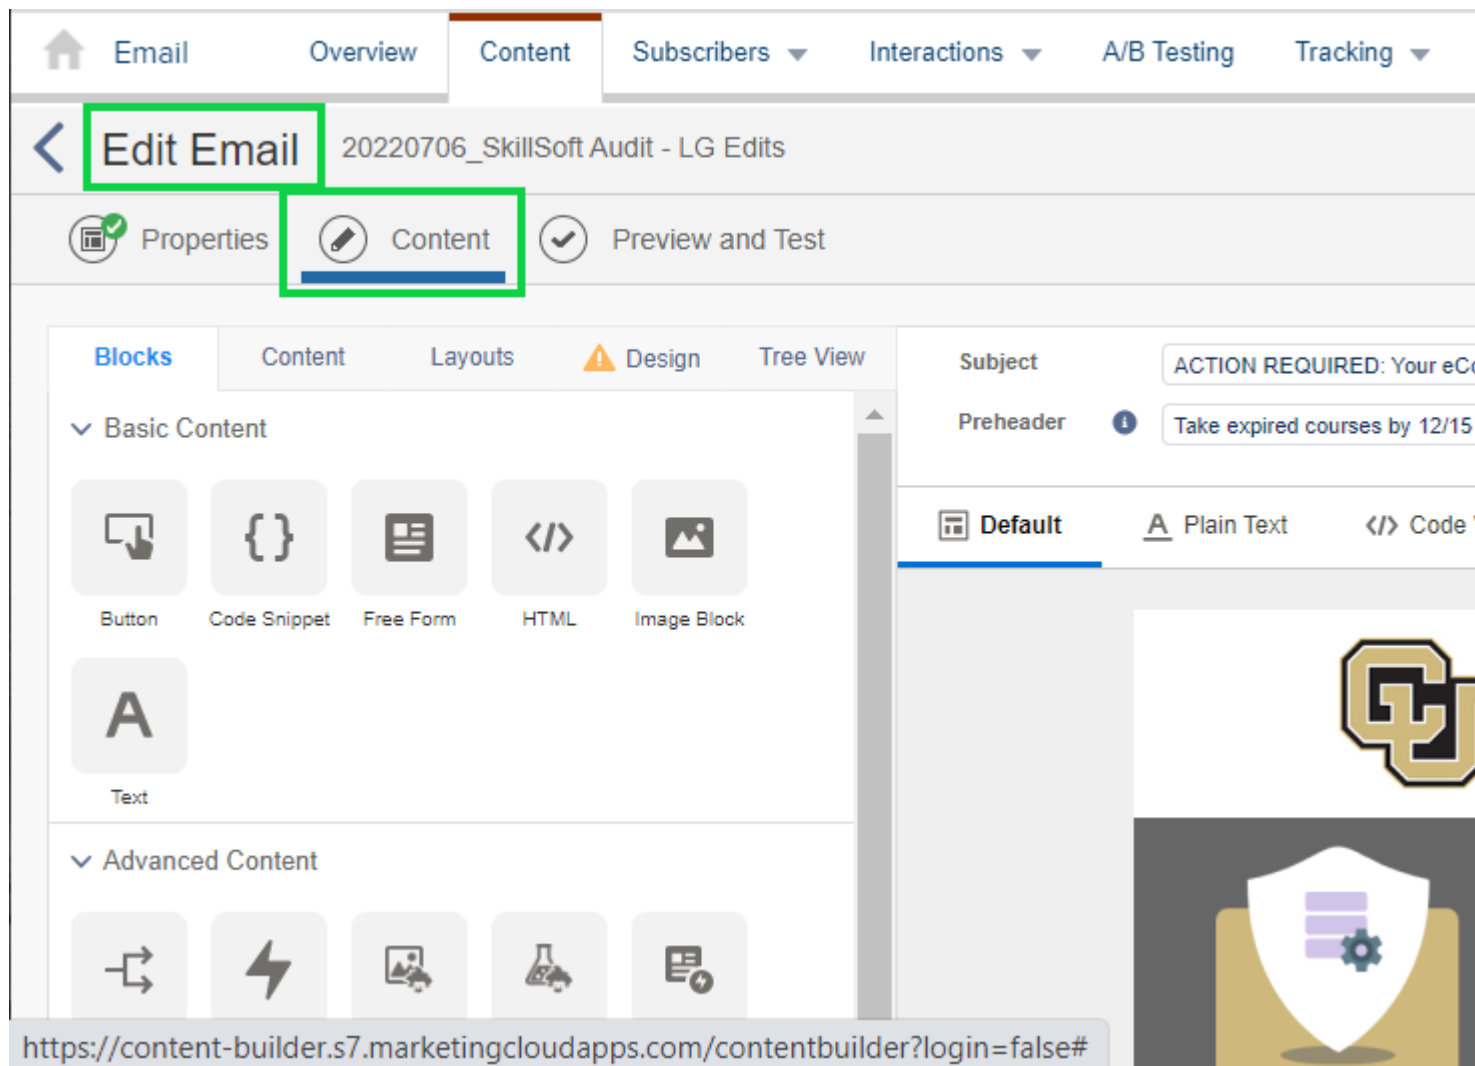 Email Overview Content Subscribers Interactions A/B Testing Tracking
Edit Email 20220706_SkillSoft Audit - LG Edits
Properties Content Preview and Test
Blocks Content Layouts Design Tree View
Subject ACTION REQUIRED: Your
Preheader Take expired courses by 12/15
Basic Content
Default Plain Text </> Code
Button Code Snippet Free Form HTML Image Block
Text
Advanced Content
CU
https://content-builder.s7.marketingcloudapps.com/contentbuilder?login=false#